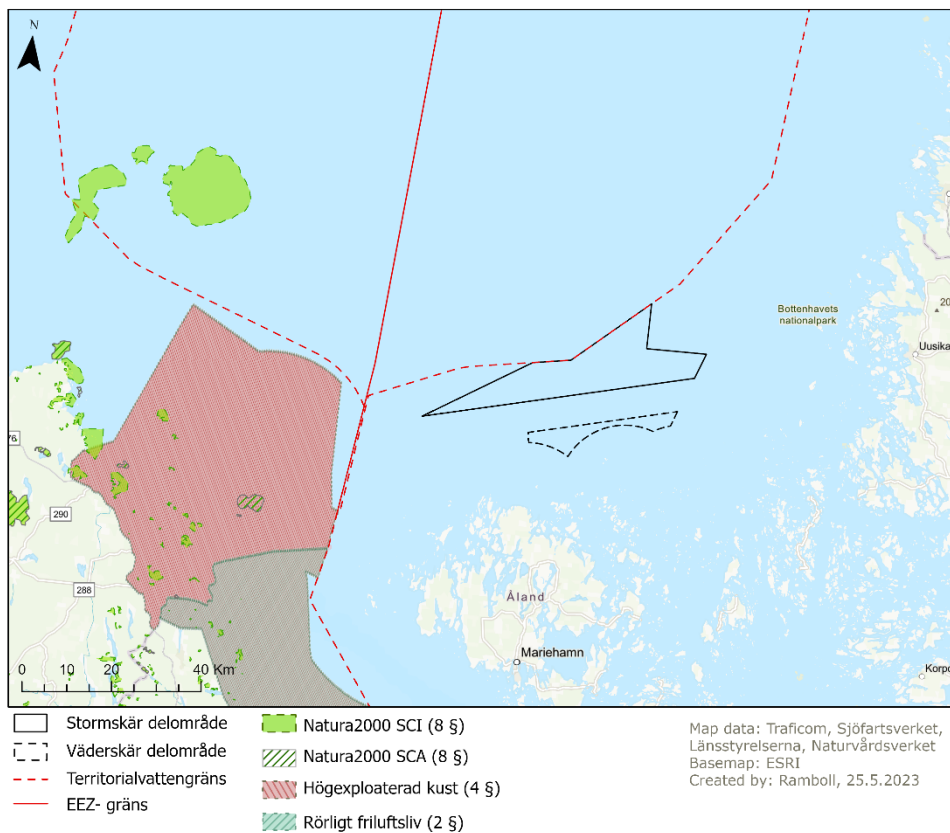 N
Bottenhavets
nationalpark
20
Uusika
76
290
288
Åland
Mariehamn
Korpo
0 10 20 40 Km
Stormskär delområde
Väderskär delområde
Territorialvattengräns
EEZ- gräns
Natura2000 SCI (8 §)
Natura2000 SCA (8 §)
Högexploaterad kust (4 §)
Rörligt friluftsliv (2 §)
Map data: Traficom, Sjöfartsverket,
Länsstyrelserna, Naturvårdsverket
Basemap: ESRI
Created by: Ramboll, 25.5.2023